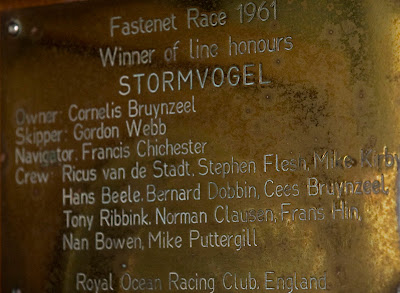 Fastenet Race 1961
Winner of line honours
STORMVOGEL
Owner: Cornelis Bruynzeel
Skipper: Gordon Webb
Navigator: Francis Chichester
Crew: Ricus van de Stadt, Stephen Flesh, Mike Kirby
Hans Beele, Bernard Dobbin, Cees Bruynzeel,
Tony Ribbink, Norman Clausen, Frans Hin,
Nan Bowen, Mike Puttergill
Royal Ocean Racing Club, England